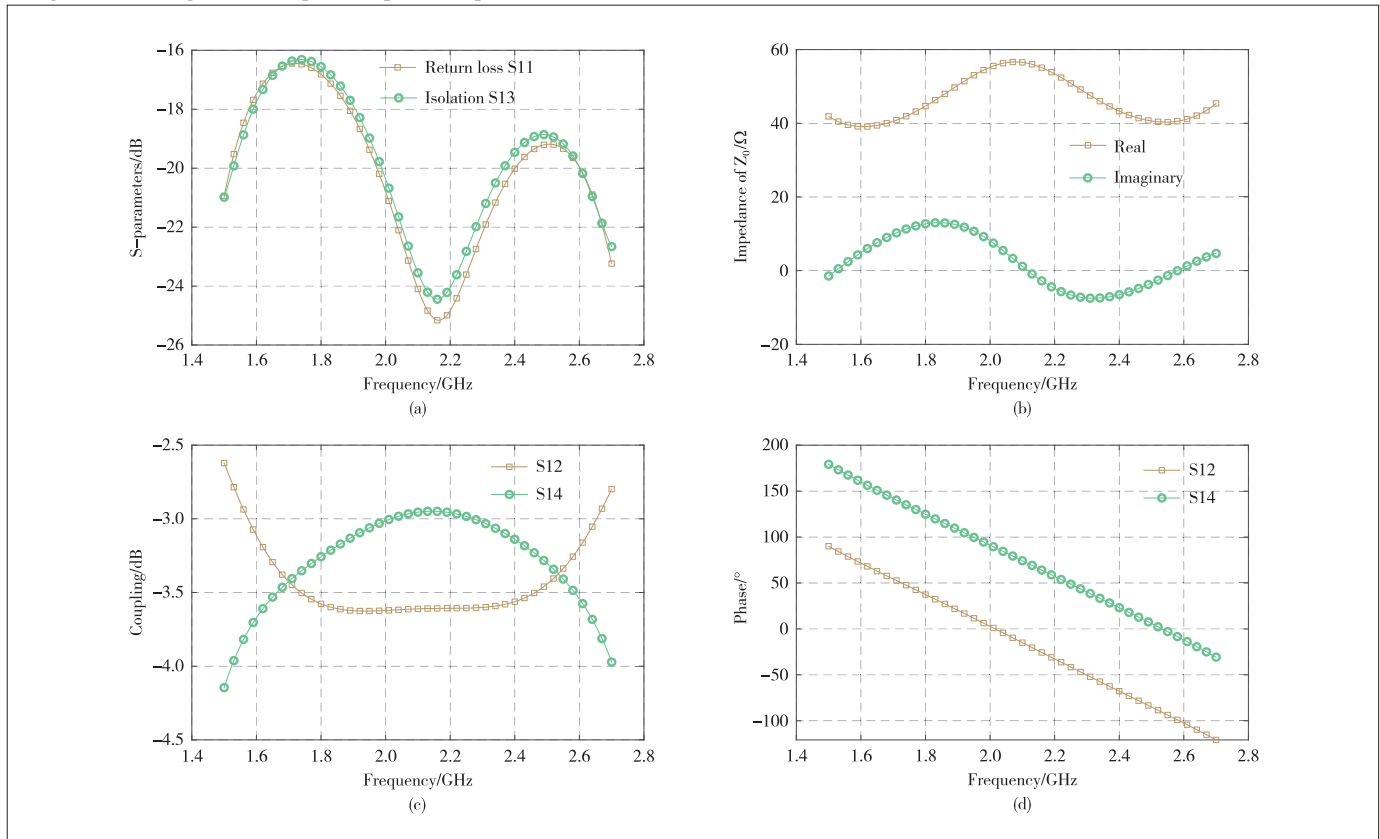 −16
−18
−20
−22
−24
−26
S−parameters/dB
Return loss S11
Isolation S13
1.4 1.6 1.8 2.0 2.2 2.4 2.6 2.8
Frequency/GHz
(a)
60
40
20
0
−20
Impedance of Z0/Ω
Real
Imaginary
1.4 1.6 1.8 2.0 2.2 2.4 2.6 2.8
Frequency/GHz
(b)
−2.5
−3.0
−3.5
−4.0
−4.5
Coupling/dB
S12
S14
1.4 1.6 1.8 2.0 2.2 2.4 2.6 2.8
Frequency/GHz
(c)
200
150
100
50
0
−50
−100
Phase/°
S12
S14
1.4 1.6 1.8 2.0 2.2 2.4 2.6 2.8
Frequency/GHz
(d)